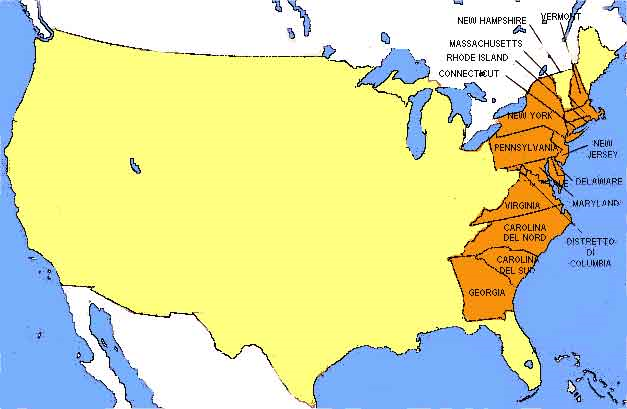 NEW HAMPSHIRE
VERMONT
MASSACHUSETTS
RHODE ISLAND
CONNECTICUT
NEW YORK
PENNSYLVANIA
NEW
JERSEY
DELAWARE
MARYLAND
VIRGINIA
DISTRETTO
DI
COLUMBIA
CAROLINA
DEL NORD
CAROLINA
DEL SUD
GEORGIA